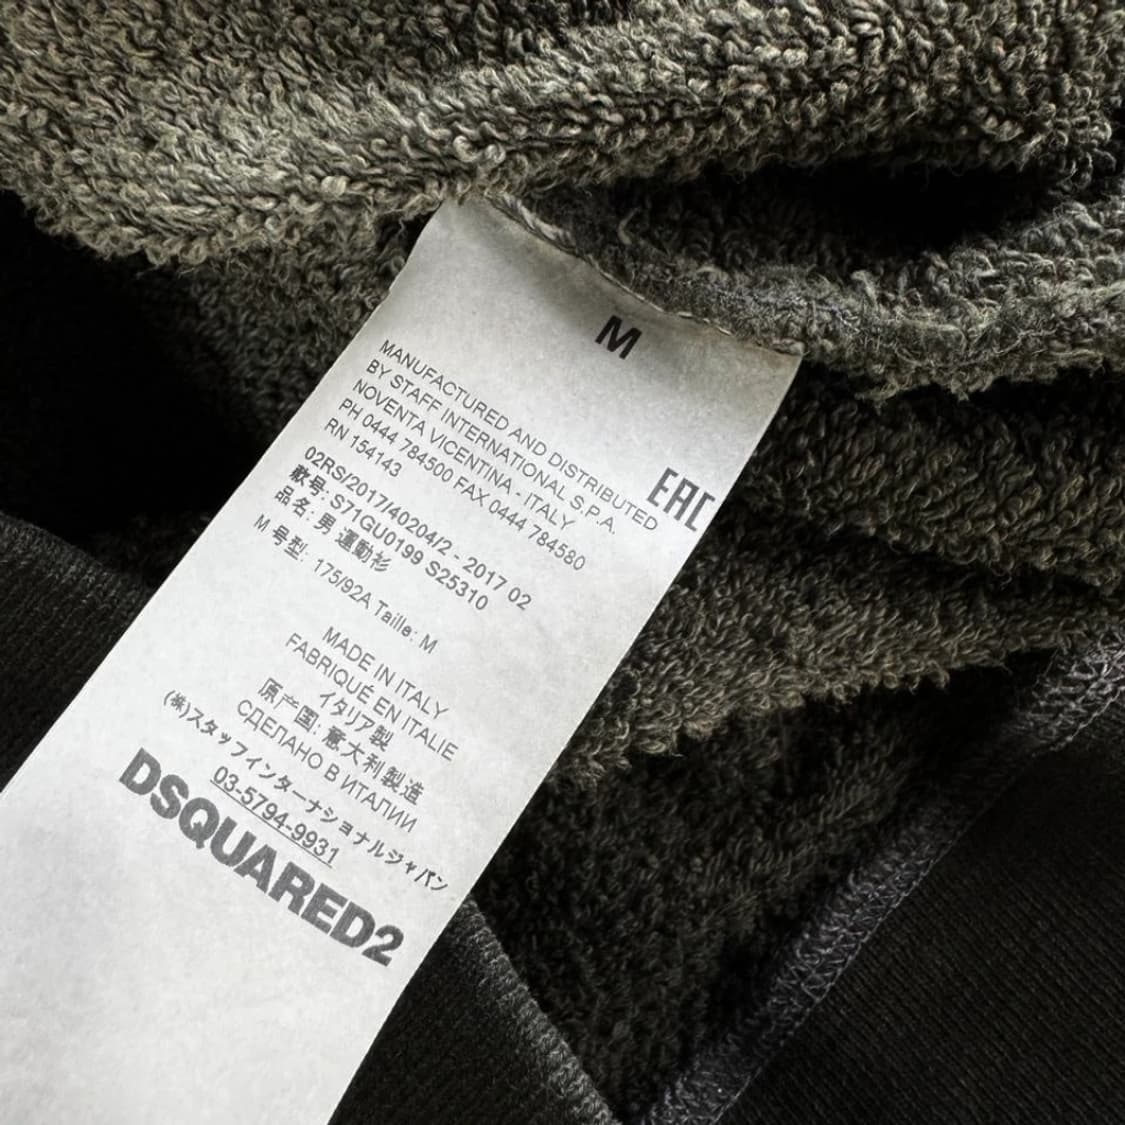 M
MANUFACTURED AND DISTRIBUTED
BY STAFF INTERNATIONAL S.P.A.
NOVENTA VICENTINA - ITALY
PH 0444 784500 FAX 0444 784580
RN 154143
EAC
02RS/2017/40204/2 - 2017 02
款号: S71GU0199 S25310
品名: 男 運動衫
M 号型: 175/92A Taille: M
MADE IN ITALY
FABRIQUÉ EN ITALIE
イタリア製
原产国: 意大利製造
СДЕЛАНО В ИТАЛИИ
(株)スタッフインターナショナルジャパン
03-5794-9931
DSQUARED2